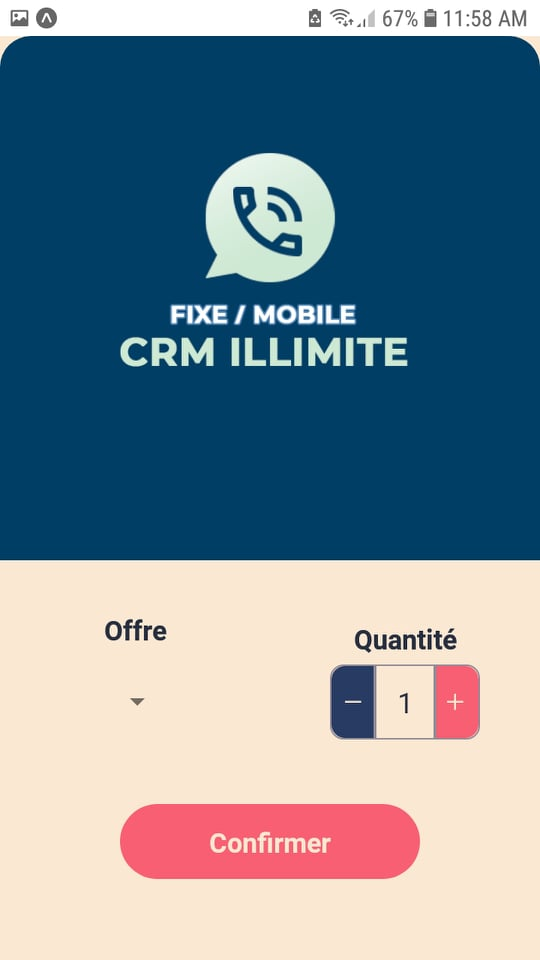 67% 11:58 AM
FIXE / MOBILE
CRM ILLIMITE
Offre
Quantité
− 1 +
Confirmer